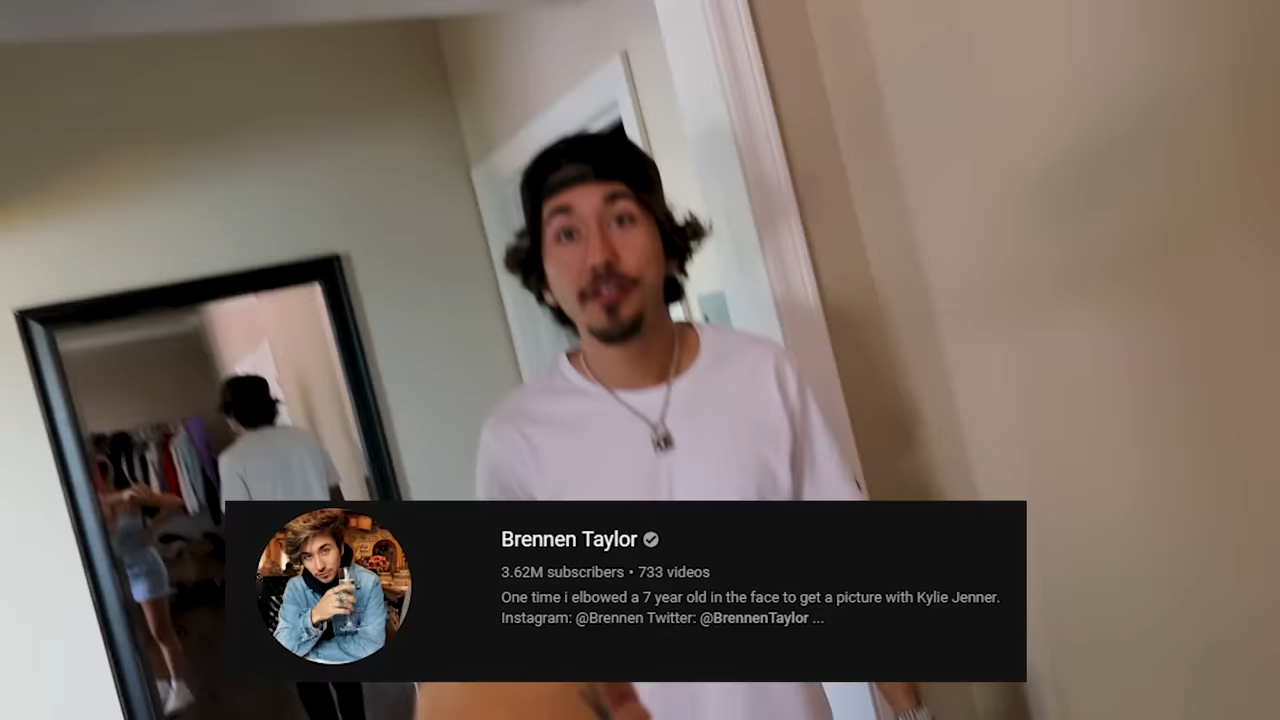 Brennen Taylor
3.62M subscribers • 733 videos
One time i elbowed a 7 year old in the face to get a picture with Kylie Jenner.
Instagram: @Brennen Twitter: @BrennenTaylor ...